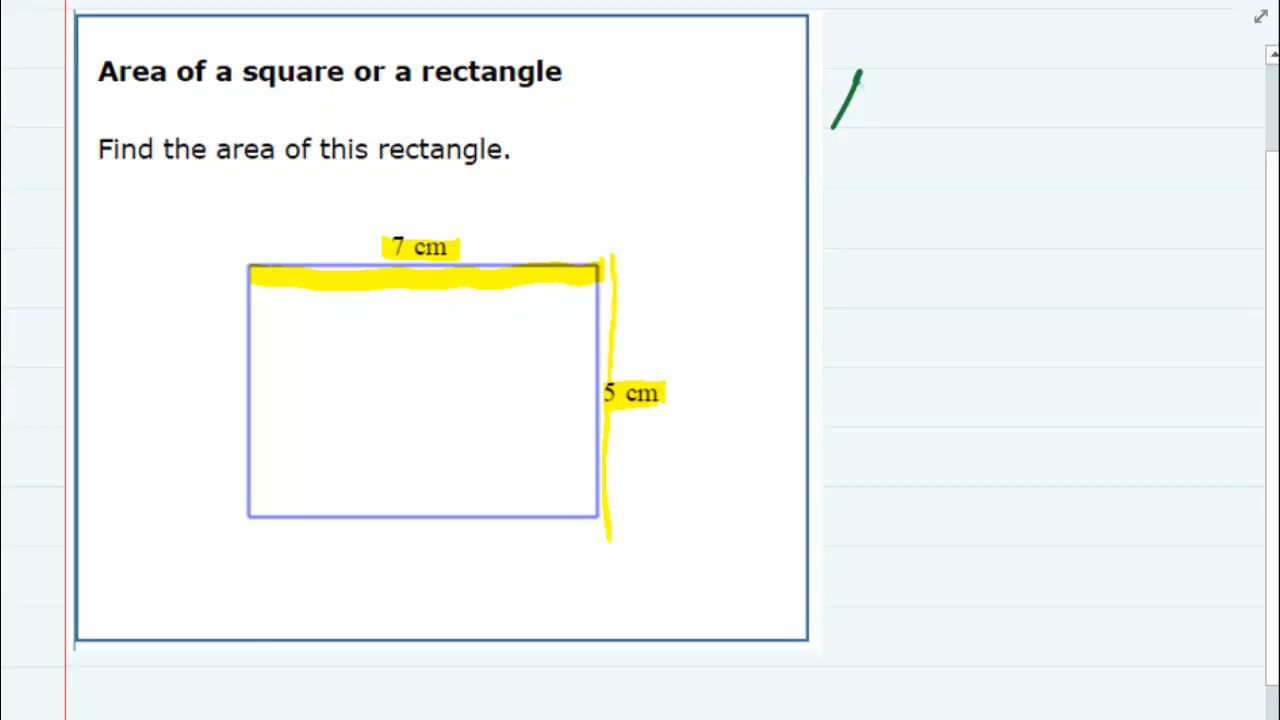 Area of a square or a rectangle
Find the area of this rectangle.
7 cm
5 cm